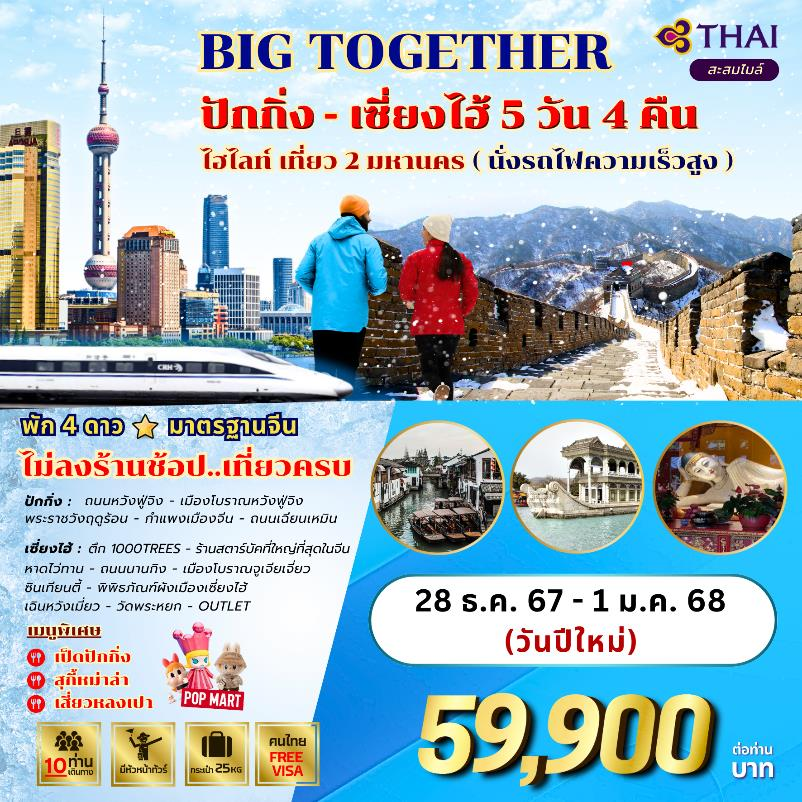 BIG TOGETHER
THAI
สะสมไมล์
ปักกิ่ง - เซี่ยงไฮ้ 5 วัน 4 คืน
ไฮไลท์ เที่ยว 2 มหานคร ( นั่งรถไฟความเร็วสูง )
CRH
พัก 4 ดาว มาตรฐานจีน
ไม่ลงร้านช้อป..เที่ยวครบ
ปักกิ่ง : ถนนหวังฟู่จิง - เมืองโบราณหวังฟู่จิง
พระราชวังฤดูร้อน - กำแพงเมืองจีน - ถนนเฉียนเหมิน
เซี่ยงไฮ้ : ตึก 1000TREES - ร้านสตาร์บัคที่ใหญ่ที่สุดในจีน
หาดไว่ทาน - ถนนนานกิง - เมืองโบราณจูเจียเจี่ยว
ซินเทียนตี้ - พิพิธภัณฑ์ผังเมืองเซี่ยงไฮ้
เฉินหวังเมี่ยว - วัดพระหยก - OUTLET
เมนูพิเศษ
เป็ดปักกิ่ง
สุกี้หม่าล่า
เสี่ยวหลงเปา
POP MART
28 ธ.ค. 67 - 1 ม.ค. 68
(วันปีใหม่)
59,900
ต่อท่าน
บาท
10 ท่าน
เดินทาง
มีหัวหน้าทัวร์
กระเป๋า 25KG
คนไทย
FREE
VISA